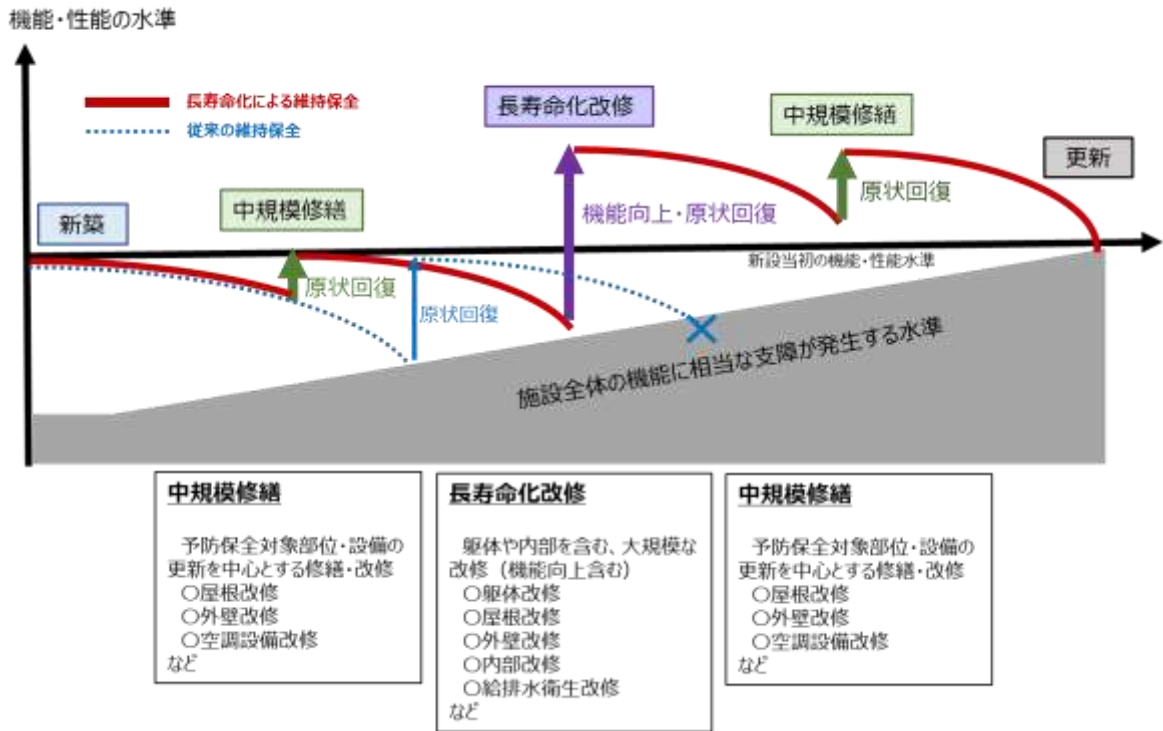 機能・性能の水準
長寿命化による維持保全
従来の維持保全
長寿命化改修
中規模修繕
更新
新築
中規模修繕
原状回復
機能向上・原状回復
新設当初の機能・性能水準
原状回復
原状回復
施設全体の機能に相当な支障が発生する水準
中規模修繕
予防保全対象部位・設備の
更新を中心とする修繕・改修
〇屋根改修
〇外壁改修
〇空調設備改修
など
長寿命化改修
躯体や内部を含む、大規模な
改修（機能向上含む）
〇躯体改修
〇屋根改修
〇外壁改修
〇内部改修
〇給排水衛生改修
など
中規模修繕
予防保全対象部位・設備の
更新を中心とする修繕・改修
〇屋根改修
〇外壁改修
〇空調設備改修
など